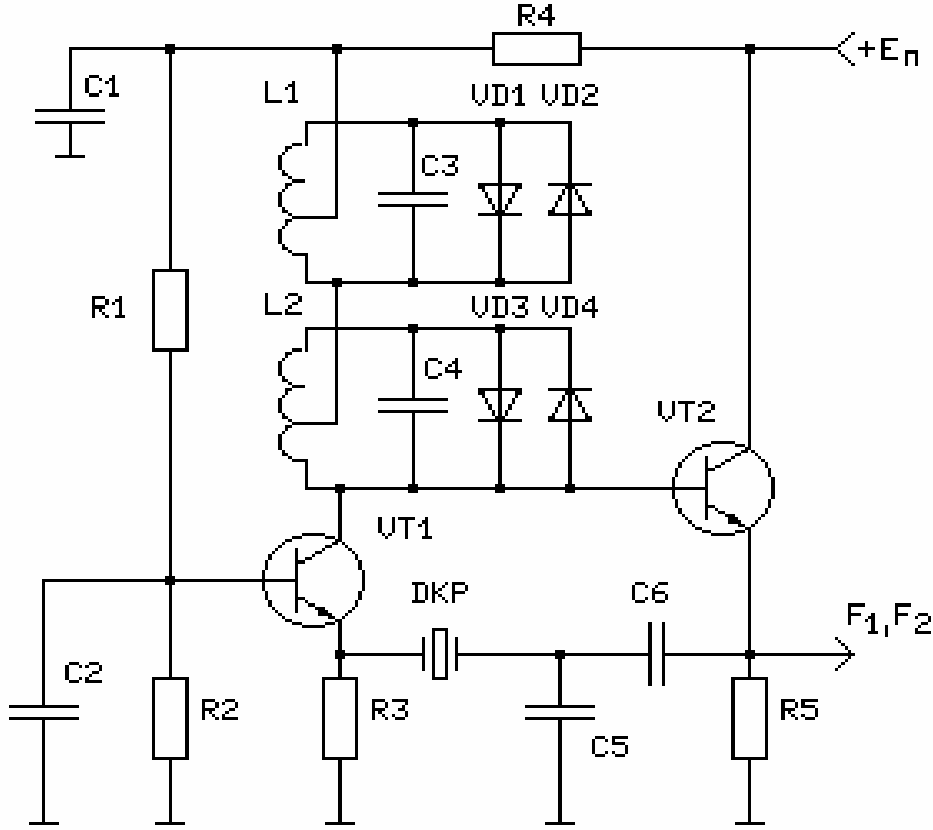 R4
+Eп
C1
L1
VD1 VD2
C3
R1
L2
VD3 VD4
C4
VT2
VT1
DKP
C6
F1,F2
C2
R2
R3
C5
R5